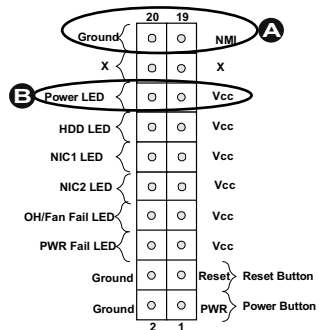 20 19
Ground NMI A
X X
B Power LED Vcc
HDD LED Vcc
NIC1 LED Vcc
NIC2 LED Vcc
OH/Fan Fail LED Vcc
PWR Fail LED Vcc
Ground Reset Reset Button
Ground PWR Power Button
2 1